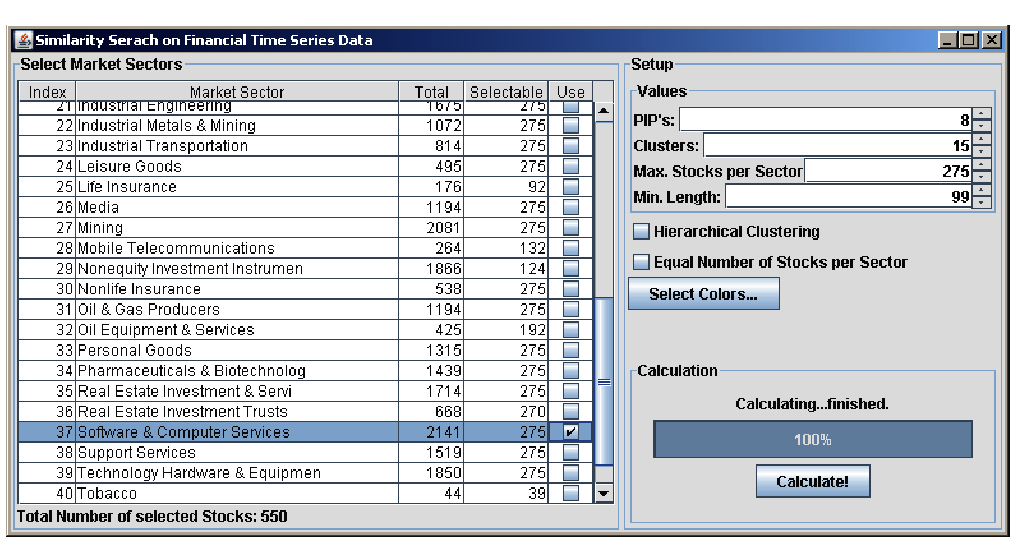 Similarity Serach on Financial Time Series Data
Select Market Sectors
Index Market Sector Total Selectable Use
21 Industrial Engineering 1675 275
22 Industrial Metals & Mining 1072 275
23 Industrial Transportation 814 275
24 Leisure Goods 495 275
25 Life Insurance 176 92
26 Media 1194 275
27 Mining 2081 275
28 Mobile Telecommunications 264 132
29 Nonequity Investment Instrumen 1866 124
30 Nonlife Insurance 538 275
31 Oil & Gas Producers 1194 275
32 Oil Equipment & Services 425 192
33 Personal Goods 1315 275
34 Pharmaceuticals & Biotechnolog 1439 275
35 Real Estate Investment & Servi 1714 275
36 Real Estate Investment Trusts 668 270
37 Software & Computer Services 2141 275
38 Support Services 1519 275
39 Technology Hardware & Equipmen 1850 275
40 Tobacco 44 39
Total Number of selected Stocks: 550
Setup
Values
PIP's: 8
Clusters: 15
Max. Stocks per Sector 275
Min. Length: 99
Hierarchical Clustering
Equal Number of Stocks per Sector
Select Colors...
Calculation
Calculating...finished.
100%
Calculate!